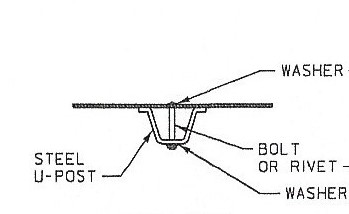 WASHER
BOLT
OR RIVET
STEEL
U-POST
WASHER